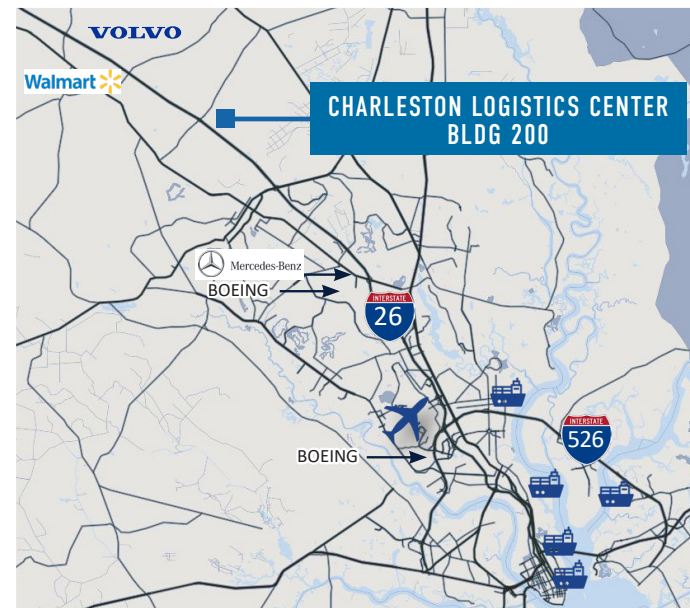 VOLVO
Walmart
CHARLESTON LOGISTICS CENTER
BLDG 200
Mercedes-Benz
BOEING
INTERSTATE
26
INTERSTATE
526
BOEING